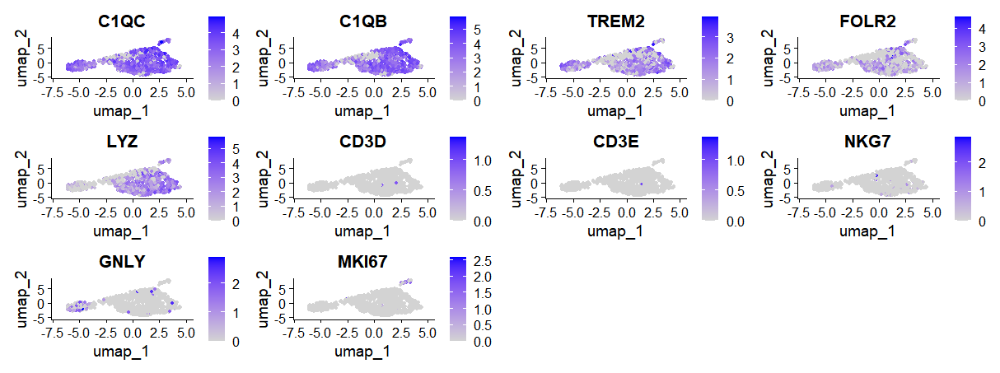 C1QC C1QB TREM2 FOLR2
umap_2 5 0 -5 4 3 2 1 0 umap_2 5 0 -5 5 4 3 2 1 0 umap_2 5 0 -5 3 2 1 0 umap_2 5 0 -5 4 3 2 1 0
-7.5 -5.0 -2.5 0.0 2.5 5.0 -7.5 -5.0 -2.5 0.0 2.5 5.0 -7.5 -5.0 -2.5 0.0 2.5 5.0 -7.5 -5.0 -2.5 0.0 2.5 5.0
umap_1 umap_1 umap_1 umap_1
LYZ CD3D CD3E NKG7
umap_2 5 0 -5 5 4 3 2 1 0 umap_2 5 0 -5 1.0 0.5 0.0 umap_2 5 0 -5 1.0 0.5 0.0 umap_2 5 0 -5 2 1 0
-7.5 -5.0 -2.5 0.0 2.5 5.0 -7.5 -5.0 -2.5 0.0 2.5 5.0 -7.5 -5.0 -2.5 0.0 2.5 5.0 -7.5 -5.0 -2.5 0.0 2.5 5.0
umap_1 umap_1 umap_1 umap_1
GNLY MKI67
umap_2 5 0 -5 2 1 0 umap_2 5 0 -5 2.5 2.0 1.5 1.0 0.5 0.0
-7.5 -5.0 -2.5 0.0 2.5 5.0 -7.5 -5.0 -2.5 0.0 2.5 5.0
umap_1 umap_1